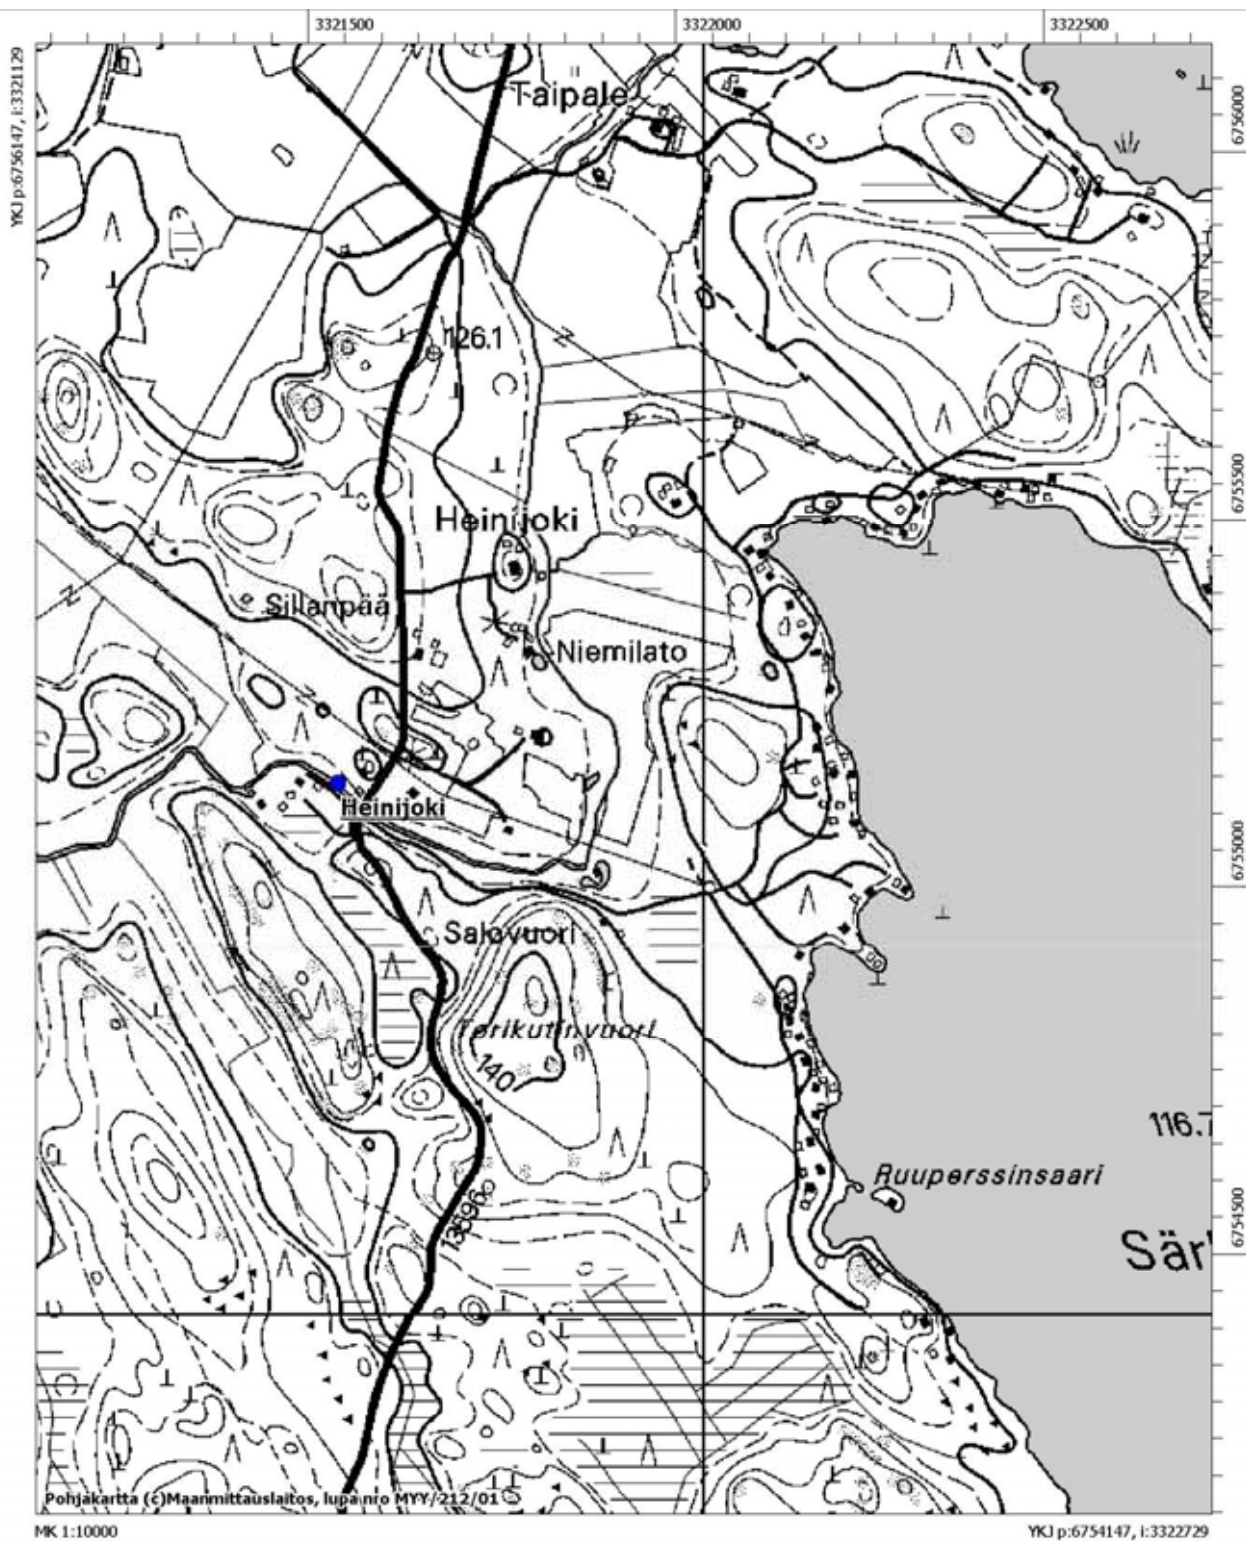 3321500
3322000
3322500
YKJ p:6756147, i:3321129
6756000
Taipale
126.1
6755500
Heinijoki
Sillanpää
Niemilato
Heinijoki
6755000
Salovuori
140
116.7
Ruuperssinsaari
13596
6754500
Sär
Pohjakartta (c)Maanmittauslaitos, lupa nro MYY/212/01
MK 1:10000
YKJ p:6754147, i:3322729